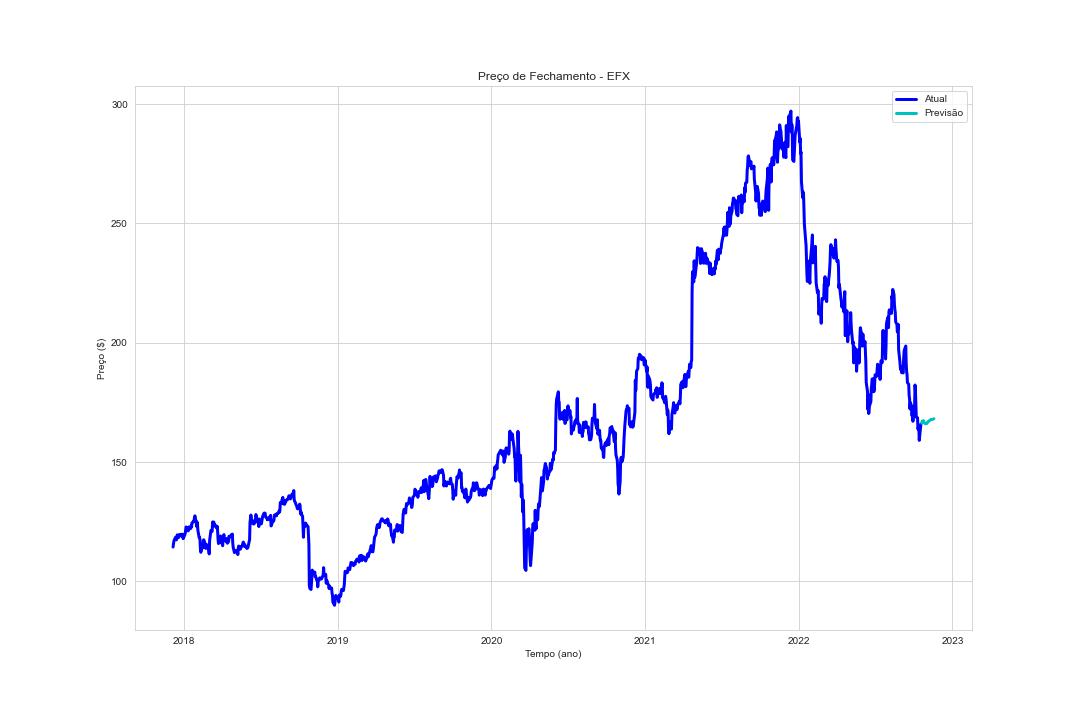 Preço de Fechamento - EFX
Atual
Previsão
300
250
200
150
100
Preço ($)
2018 2019 2020 2021 2022 2023
Tempo (ano)